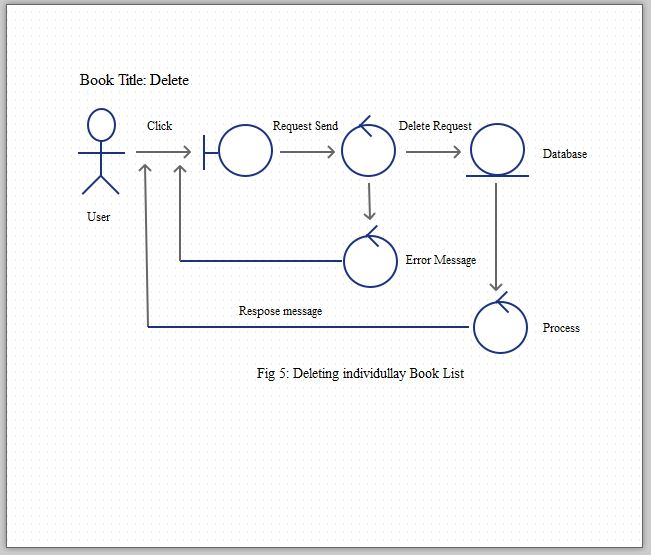 Book Title: Delete
Click
Request Send
Delete Request
Database
User
Error Message
Respose message
Process
Fig 5: Deleting individullay Book List